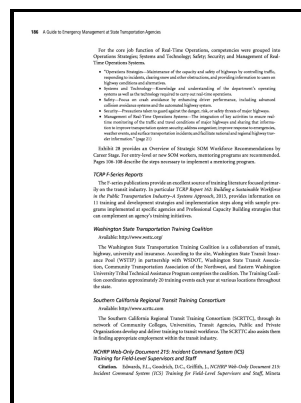 186 A Guide to Emergency Management at State Transportation Agencies
For the core job function of Real-Time Operations, competencies were grouped into
Operations Strategies; Systems and Technology; Safety; Security; and Management of Real-
Time Operations Systems.
• "Operations Strategies—Maintenance of the capacity and safety of highways by controlling traffic,
responding to incidents, clearing snow and other obstructions, and providing information to users on
highway conditions and alternatives.
• Systems and Technology—Knowledge and understanding of the department's operating
systems as well as the technology required to carry out real-time operations.
• Safety—Focus on crash avoidance by enhancing driver performance, including advanced
collision avoidance systems and the automated highway system.
• Security—Precautions taken to guard against the danger, risk, or safety threats of major highways.
• Management of Real-Time Operations Systems—The integration of key activities to ensure real-
time monitoring of the traffic and travel conditions of major highways and sharing that informa-
tion to improve transportation system security, address congestion, improve response to emergencies,
weather events, and surface transportation incidents; and facilitate national and regional highway trav-
eler information." (page 21)
Exhibit 28 provides an Overview of Strategic SOM Workforce Recommendations by
Career Stage. For entry-level or new SOM workers, mentoring programs are recommended.
Pages 106-108 describe the steps necessary to implement a mentoring program.
TCRP F-Series Reports
The F-series publications provide an excellent source of training literature focused primar-
ily on the transit industry. In particular TCRP Report 162: Building a Sustainable Workforce
in the Public Transportation Industry—A Systems Approach, 2013, provides information on
11 training and development strategies and implementation steps along with sample pro-
grams implemented at specific agencies and Professional Capacity Building strategies that
can complement an agency's training initiatives.
Washington State Transportation Training Coalition
Available: http://www.wsttc.org/
The Washington State Transportation Training Coalition is a collaboration of transit,
highway, university and insurance. According to the site, Washington State Transit Insur-
ance Pool (WSTIP) in partnership with WSDOT, Washington State Transit Associa-
tion, Community Transportation Association of the Northwest, and Eastern Washington
University Tribal Technical Assistance Program comprise the coalition. The Training Coali-
tion coordinates approximately 20 training events each year at various locations throughout
the state.
Southern California Regional Transit Training Consortium
Available: http://www.scrttc.com
The Southern California Regional Transit Training Consortium (SCRTTC), through its
network of Community Colleges, Universities, Transit Agencies, Public and Private
Organizations develop and deliver training to transit workforce. The SCRTTC also assists them
in finding appropriate employment within the transit industry.
NCHRP Web-Only Document 215: Incident Command System (ICS)
Training for Field-Level Supervisors and Staff
Citation. Edwards, F.L., Goodrich, D.C., Griffith, J., NCHRP Web-Only Document 215:
Incident Command System (ICS) Training for Field-Level Supervisors and Staff, Mineta